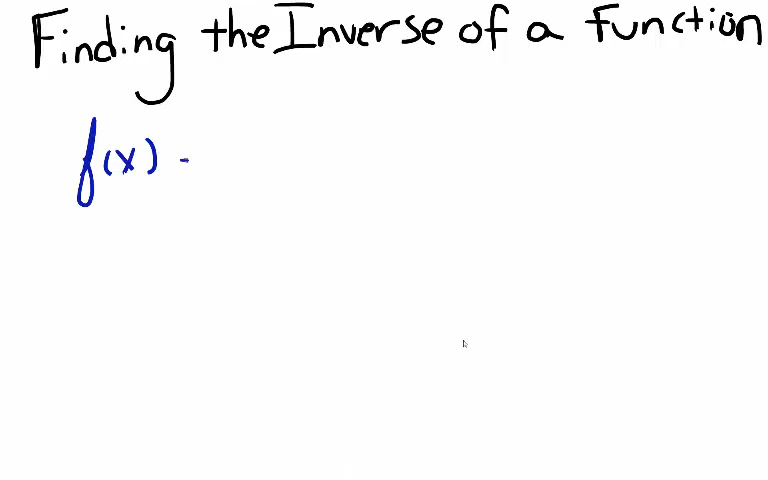 Finding the Inverse of a function
f(x) -